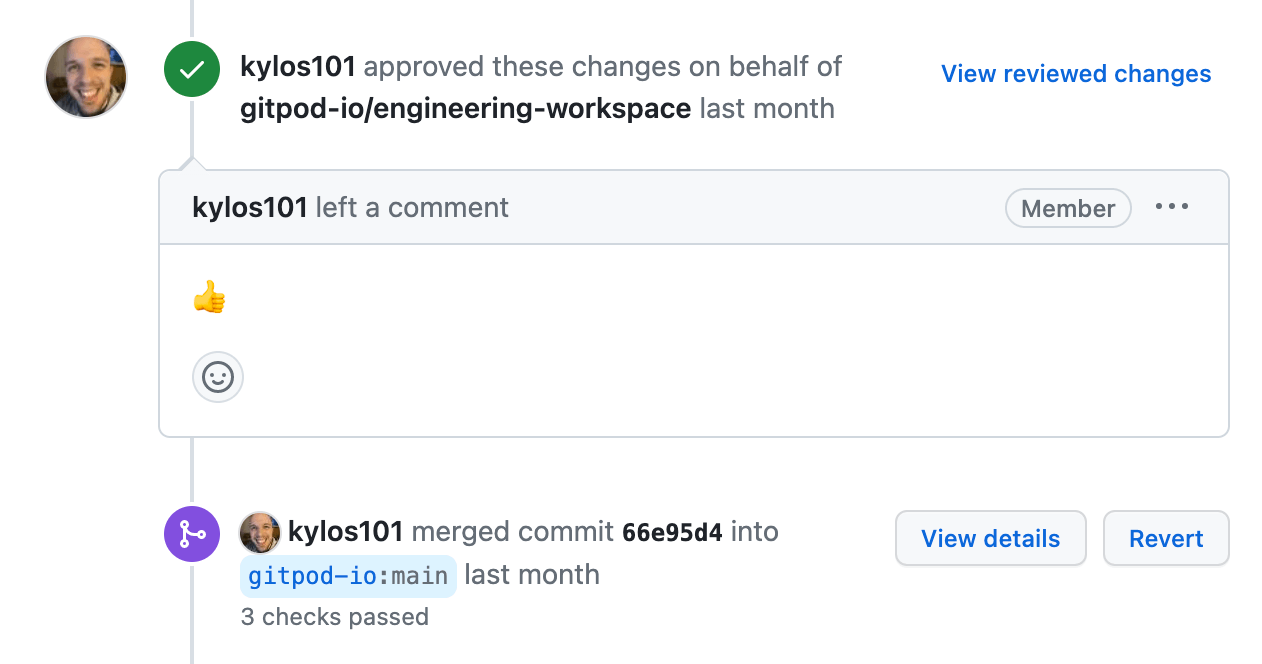 kylos101 approved these changes on behalf of
gitpod-io/engineering-workspace last month
View reviewed changes
kylos101 left a comment
Member
kylos101 merged commit 66e95d4 into
gitpod-io:main last month
3 checks passed
View details
Revert